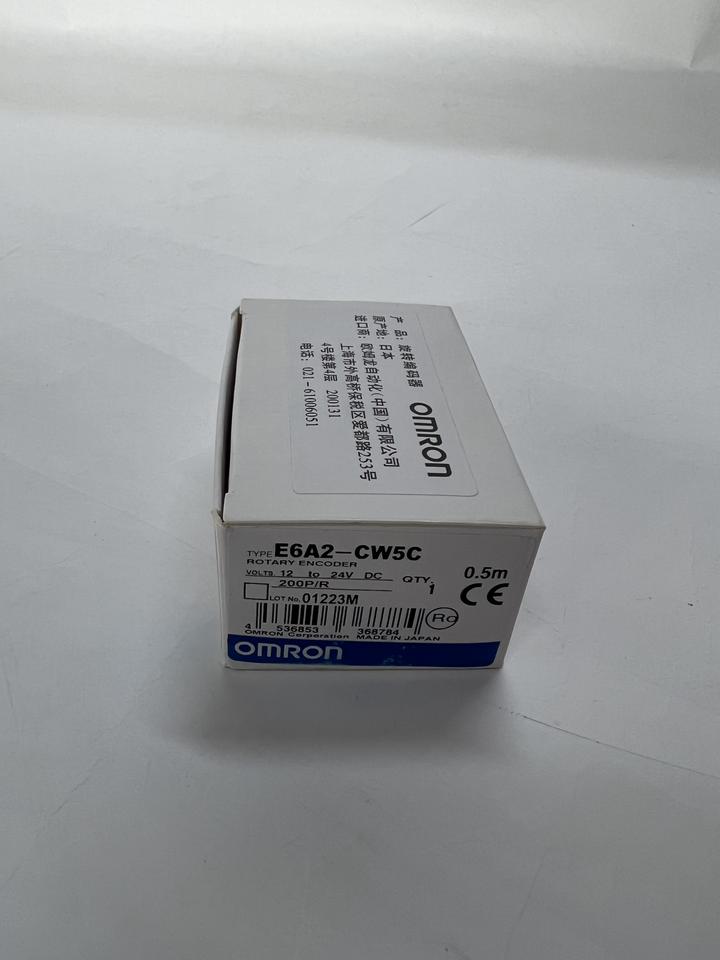 产 品：旋转编码器
原产地：日本
进口商：欧姆龙自动化(中国)有限公司
上海市外高桥保税区爱都路253号
4号楼第4层 200131
电话：021-61006051
OMRON
TYPE E6A2-CW5C
ROTARY ENCODER
VOLTS. 12 to 24V DC QTY. 1
200P/R
0.5m
CE
LOT No. 01223M
4 536853 368784
Ro
OMRON Cerperation MADE IN JAPAN
OMRON